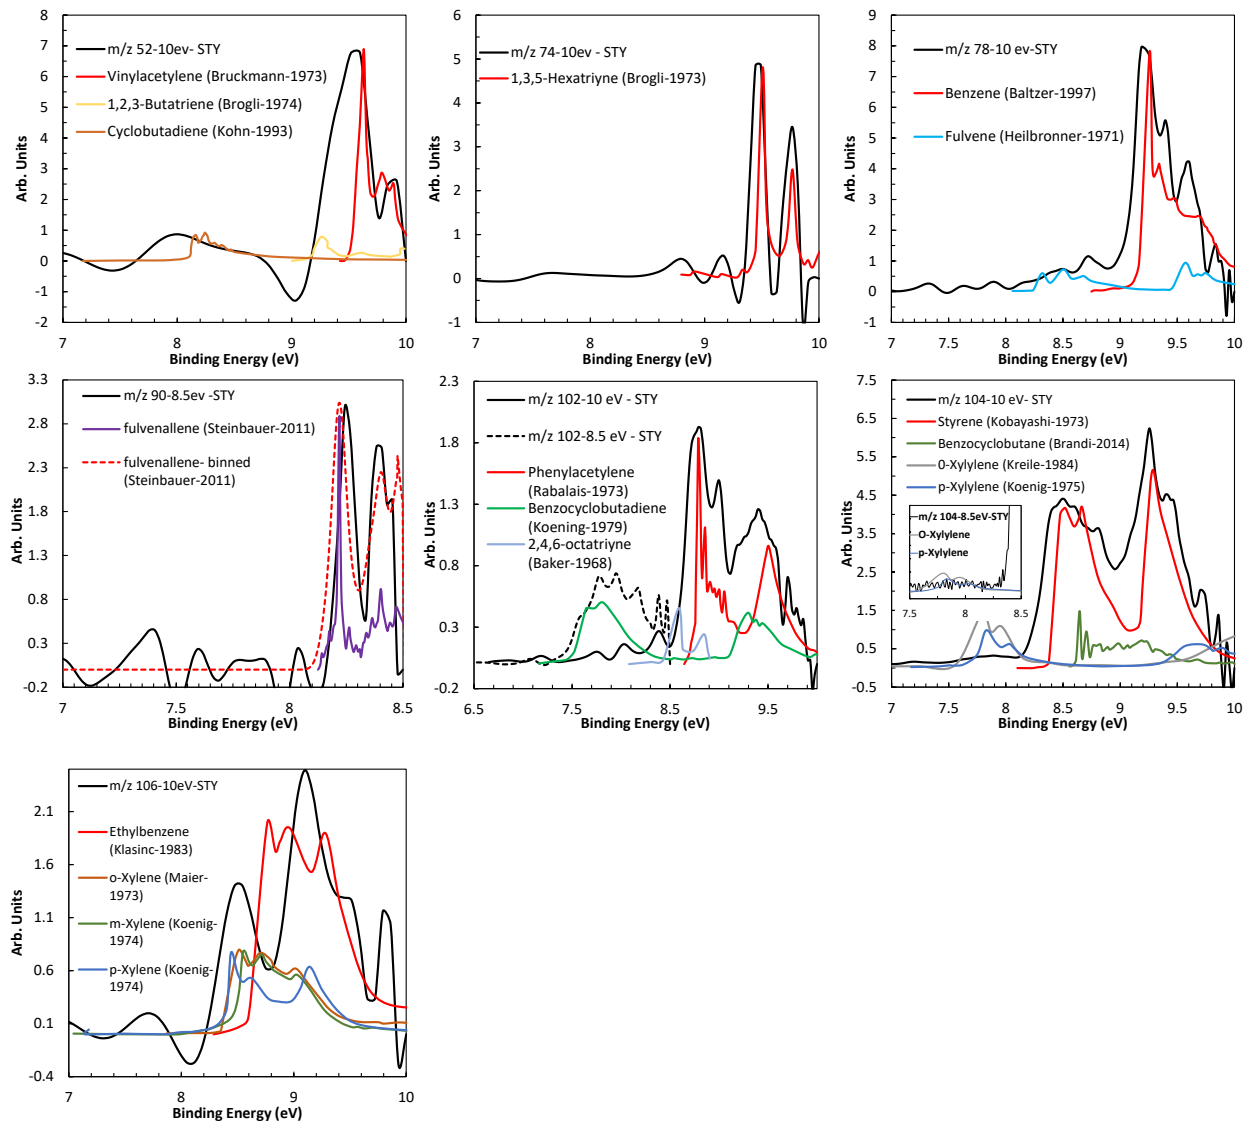 8
7
6
5
4
3
2
1
0
-1
-2
Arb. Units
m/z 52-10ev- STY
Vinylacetylene (Bruckmann-1973)
1,2,3-Butatriene (Brogli-1974)
Cyclobutadiene (Kohn-1993)
7 8 9 10
Binding Energy (eV)
6
5
4
3
2
1
0
-1
Arb. Units
m/z 74-10ev - STY
1,3,5-Hexatriyne (Brogli-1973)
7 8 9 10
Binding Energy (eV)
9
8
7
6
5
4
3
2
1
0
-1
Arb. Units
m/z 78-10 ev-STY
Benzene (Baltzer-1997)
Fulvene (Heilbronner-1971)
7 7.5 8 8.5 9 9.5 10
Binding Energy (eV)
3.3
2.8
2.3
1.8
1.3
0.8
0.3
-0.2
Arb. Units
m/z 90-8.5ev -STY
fulvenallene (Steinbauer-2011)
fulvenallene- binned
(Steinbauer-2011)
7 7.5 8 8.5
Binding Energy (eV)
2.3
1.8
1.3
0.8
0.3
-0.2
Arb. Units
m/z 102-10 eV - STY
m/z 102-8.5 eV - STY
Phenylacetylene
(Rabalais-1973)
Benzocyclobutadiene
(Koening-1979)
2,4,6-octatriyne
(Baker-1968)
6.5 7.5 8.5 9.5
Binding Energy (eV)
7.5
6.5
5.5
4.5
3.5
2.5
1.5
0.5
-0.5
Arb. Units
m/z 104-10 eV- STY
Styrene (Kobayashi-1973)
Benzocyclobutane (Brandi-2014)
0-Xylylene (Kreile-1984)
p-Xylylene (Koenig-1975)
m/z 104-8.5eV-STY
O-Xylylene
p-Xylylene
7.5 8 8.5
7 7.5 8 8.5 9 9.5 10
Binding Energy (eV)
2.1
1.6
1.1
0.6
0.1
-0.4
Arb. Units
m/z 106-10eV-STY
Ethylbenzene
(Klasinc-1983)
o-Xylene (Maier-
1973)
m-Xylene (Koenig-
1974)
p-Xylene (Koenig-
1974)
7 8 9 10
Binding Energy (eV)